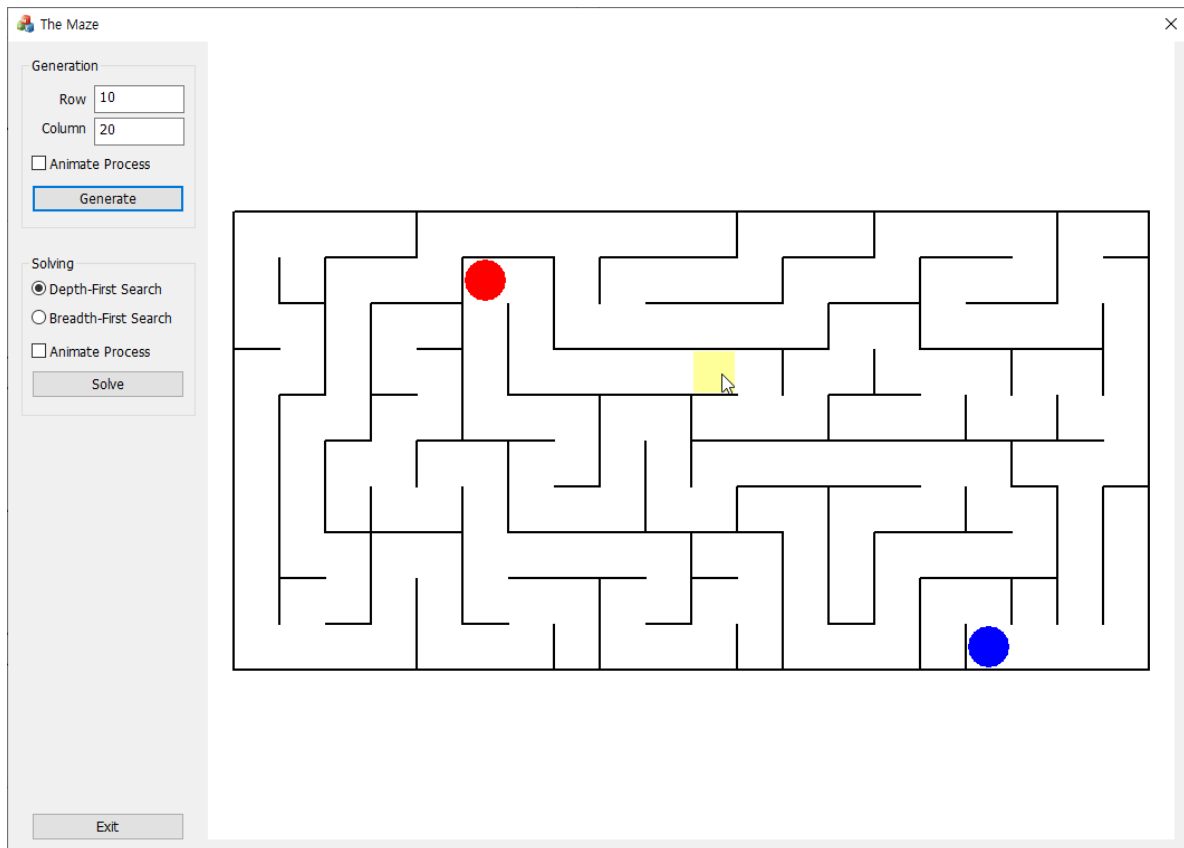 The Maze
Generation
Row 10
Column 20
Animate Process
Generate
Solving
Depth-First Search
Breadth-First Search
Animate Process
Solve
Exit